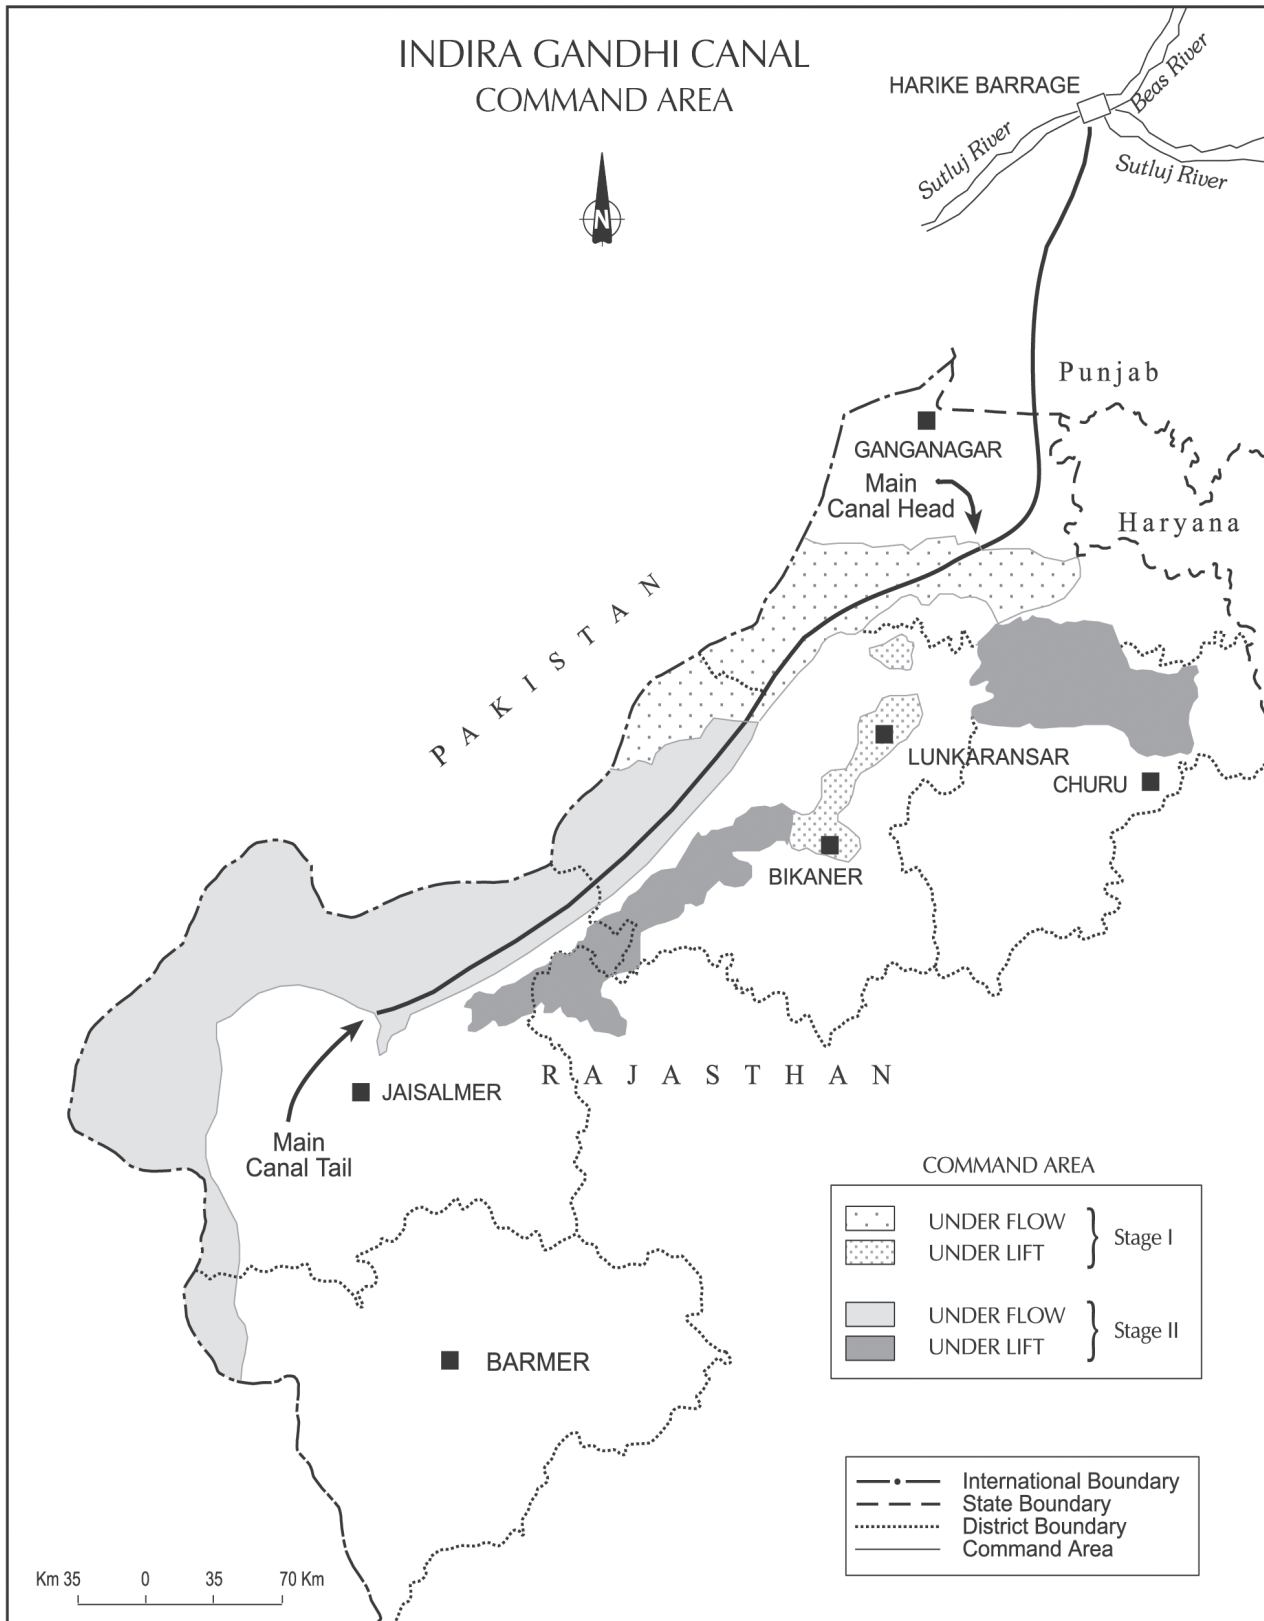 INDIRA GANDHI CANAL
COMMAND AREA
HARIKE BARRAGE
Beas River
Sutluj River
Sutluj River
N
Punjab
GANGANAGAR
Main
Canal Head
Haryana
PAKISTAN
LUNKARANSAR
CHURU
BIKANER
RAJASTHAN
JAISALMER
Main
Canal Tail
COMMAND AREA
UNDER FLOW
UNDER LIFT
Stage I
UNDER FLOW
UNDER LIFT
Stage II
BARMER
International Boundary
State Boundary
District Boundary
Command Area
Km 35 0 35 70 Km